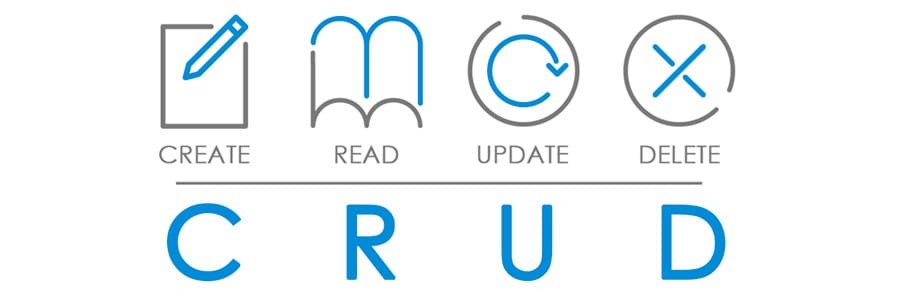 CREATE READ UPDATE DELETE
C R U D